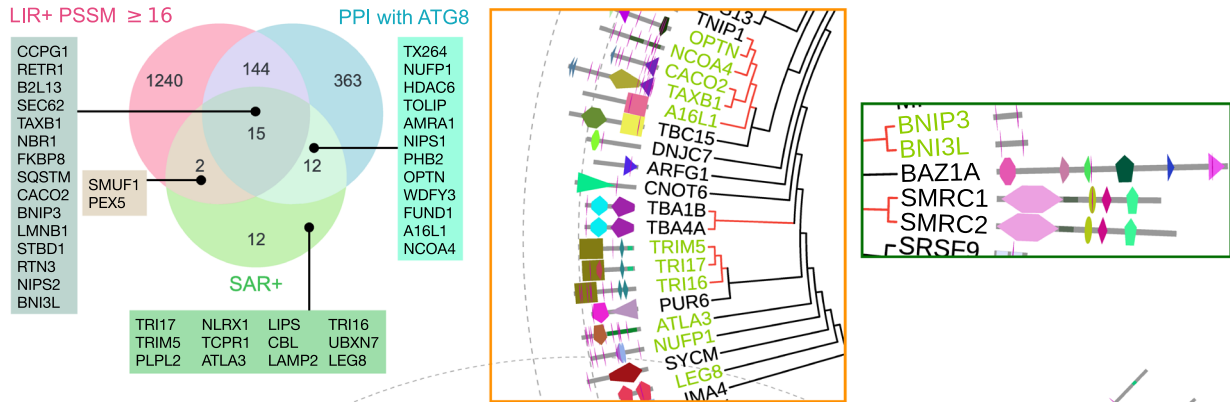 LIR+ PSSM ≥ 16
PPI with ATG8
CCPG1
RETR1
B2L13
SEC62
TAXB1
NBR1
FKBP8
SQSTM
CACO2
BNIP3
LMNB1
STBD1
RTN3
NIPS2
BNI3L
1240
144
363
15
2
12
12
SMUF1
PEX5
SAR+
TX264
NUFP1
HDAC6
TOLIP
AMRA1
NIPS1
PHB2
OPTN
WDFY3
FUND1
A16L1
NCOA4
TRI17 NLRX1 LIPS TRI16
TRIM5 TCPR1 CBL UBXN7
PLPL2 ATLA3 LAMP2 LEG8
TNIP1
OPTN
NCOA4
CACO2
TAXB1
A16L1
TBC15
DNJC7
ARFG1
CNOT6
TBA1B
TBA4A
TRIM5
TRI17
TRI16
PUR6
ATLA3
NUFP1
SYCM
LEG8
IMA4
BNIP3
BNI3L
BAZ1A
SMRC1
SMRC2
SRSF9